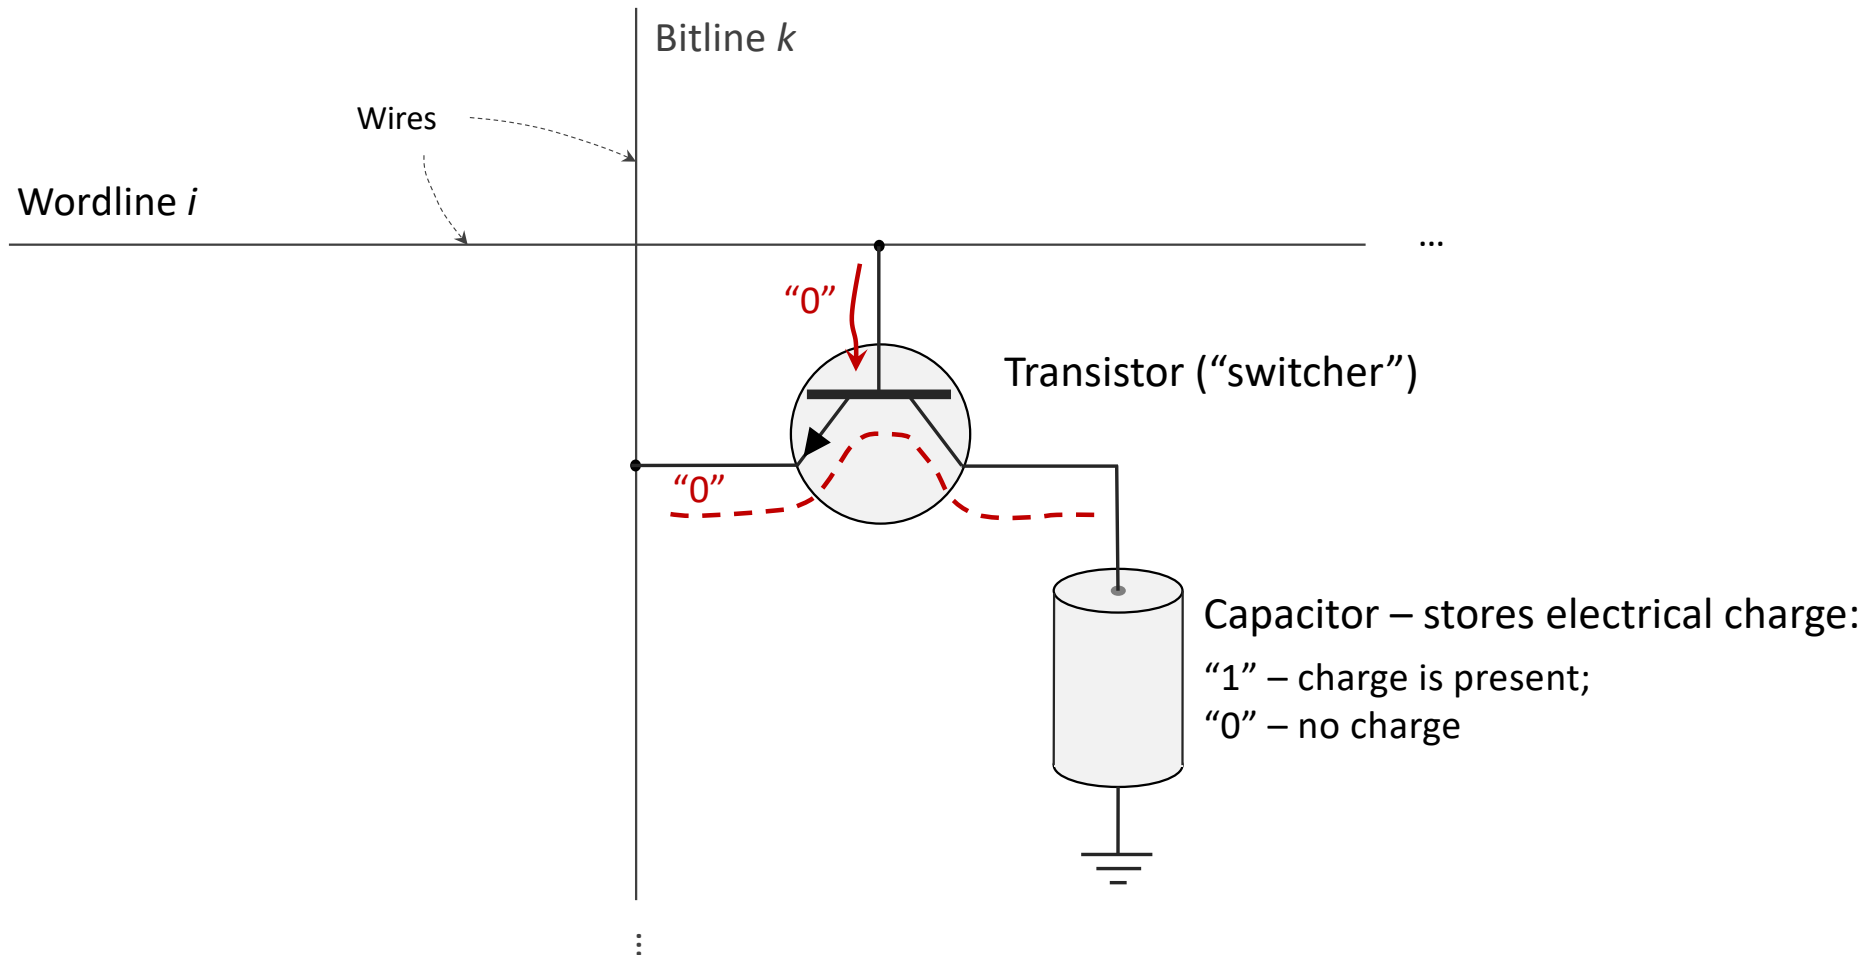 Bitline k
Wires
Wordline i
...
“0”
Transistor (“switcher”)
“0”
Capacitor – stores electrical charge:
“1” – charge is present;
“0” – no charge
...